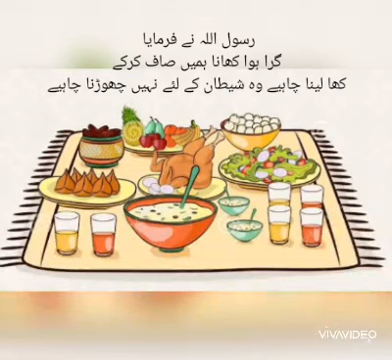 رسول اللہ نے فرمایا
گرا ہوا کھانا ہمیں صاف کرکے
کھا لینا چاہیے وہ شیطان کے لئے نہیں چھوڑنا چاہیے
VIVAVIDEO